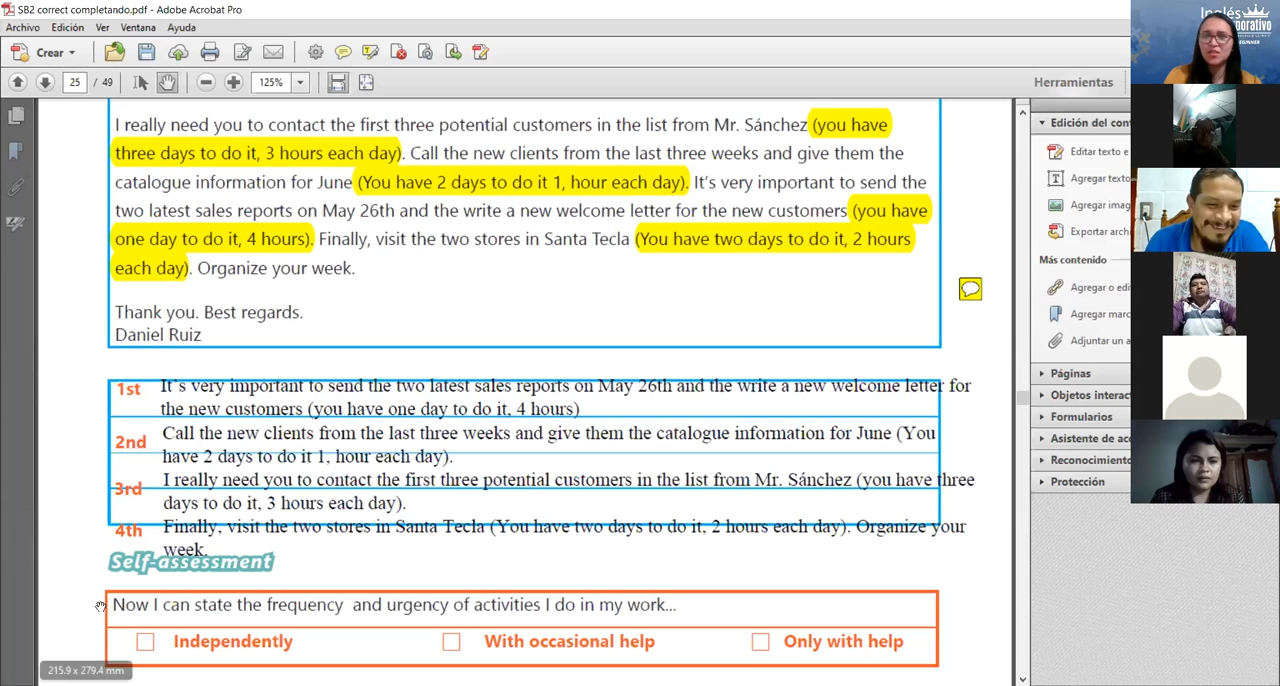 SB2 correct completando.pdf - Adobe Acrobat Pro
Archivo Edición Ver Ventana Ayuda
Crear
25 / 49 125% Herramientas
I really need you to contact the first three potential customers in the list from Mr. Sánchez (you have
three days to do it, 3 hours each day). Call the new clients from the last three weeks and give them the
catalogue information for June (You have 2 days to do it 1, hour each day). It's very important to send the
two latest sales reports on May 26th and the write a new welcome letter for the new customers (you have
one day to do it, 4 hours). Finally, visit the two stores in Santa Tecla (You have two days to do it, 2 hours
each day). Organize your week.
Thank you. Best regards.
Daniel Ruiz
1st It's very important to send the two latest sales reports on May 26th and the write a new welcome letter for
the new customers (you have one day to do it, 4 hours)
2nd Call the new clients from the last three weeks and give them the catalogue information for June (You
have 2 days to do it 1, hour each day).
3rd I really need you to contact the first three potential customers in the list from Mr. Sánchez (you have three
days to do it, 3 hours each day).
4th Finally, visit the two stores in Santa Tecla (You have two days to do it, 2 hours each day). Organize your
week.
Self-assessment
Now I can state the frequency and urgency of activities I do in my work...
Independently With occasional help Only with help
215.9 x 279.4 mm
Edición del cont
Editar texto e
Agregar texto
Agregar imag
Exportar arch
Más contenido
Agregar o edi
Agregar marc
Adjuntar un a
Páginas
Objetos interac
Formularios
Asistente de acc
Reconocimiento
Protección
Inglés